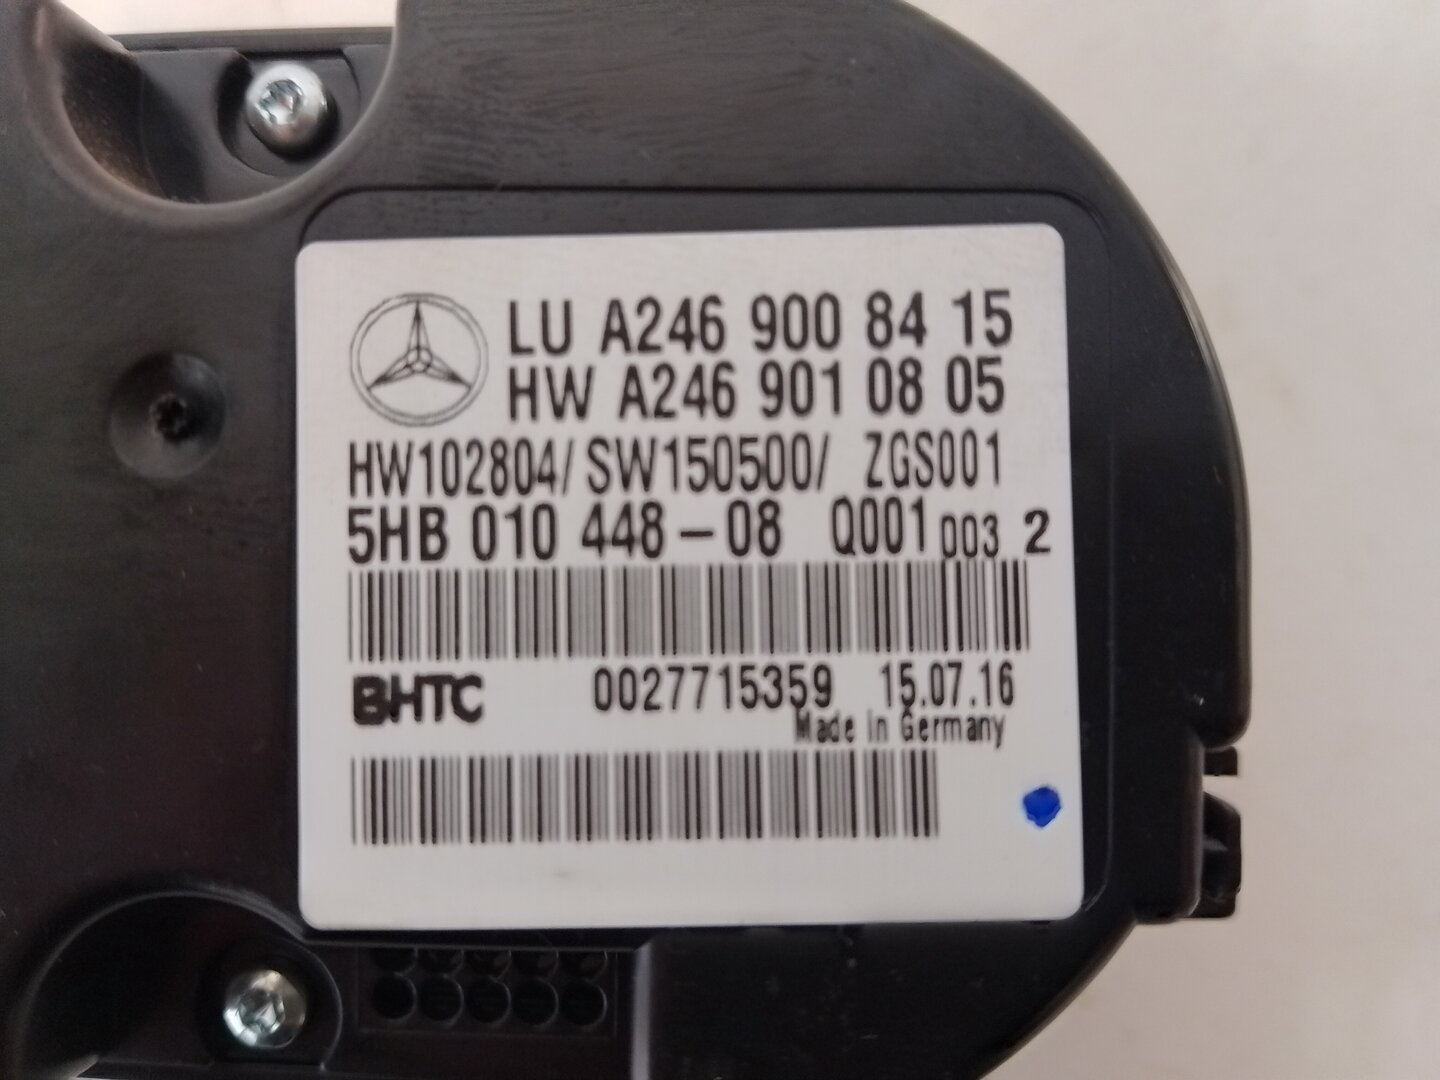 LU A246 900 84 15
HW A246 901 08 05
HW102804/ SW150500/ ZGS001
5HB 010 448-08 Q001 003 2
BHTC 0027715359 15.07.16
Made in Germany